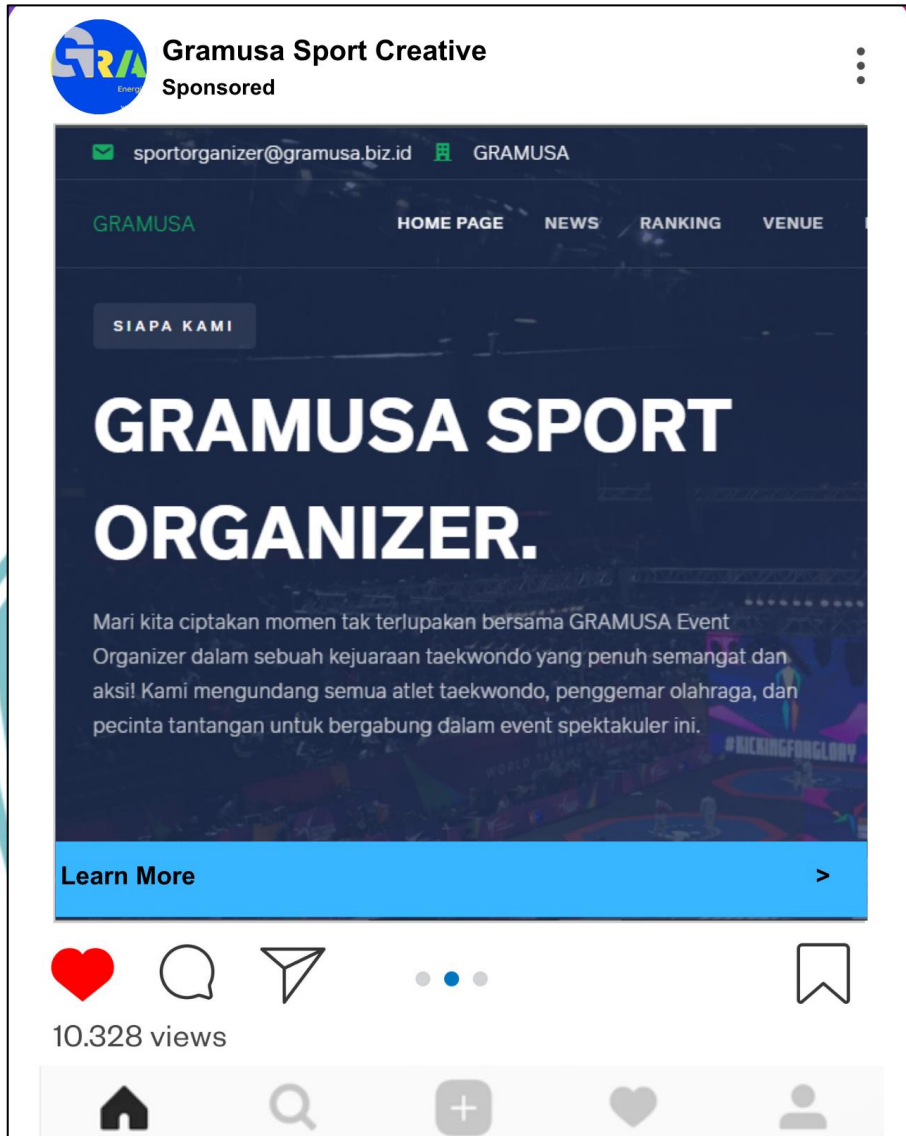 GRA
Energy
Gramusa Sport Creative
Sponsored
sportorganizer@gramusa.biz.id GRAMUSA
GRAMUSA HOME PAGE NEWS RANKING VENUE
SIAPA KAMI
GRAMUSA SPORT
ORGANIZER.
Mari kita ciptakan momen tak terlupakan bersama GRAMUSA Event
Organizer dalam sebuah kejuaraan taekwondo yang penuh semangat dan
aksi! Kami mengundang semua atlet taekwondo, penggemar olahraga, dan
pecinta tantangan untuk bergabung dalam event spektakuler ini.
#KICKINGFORGLORY
Learn More >
10.328 views